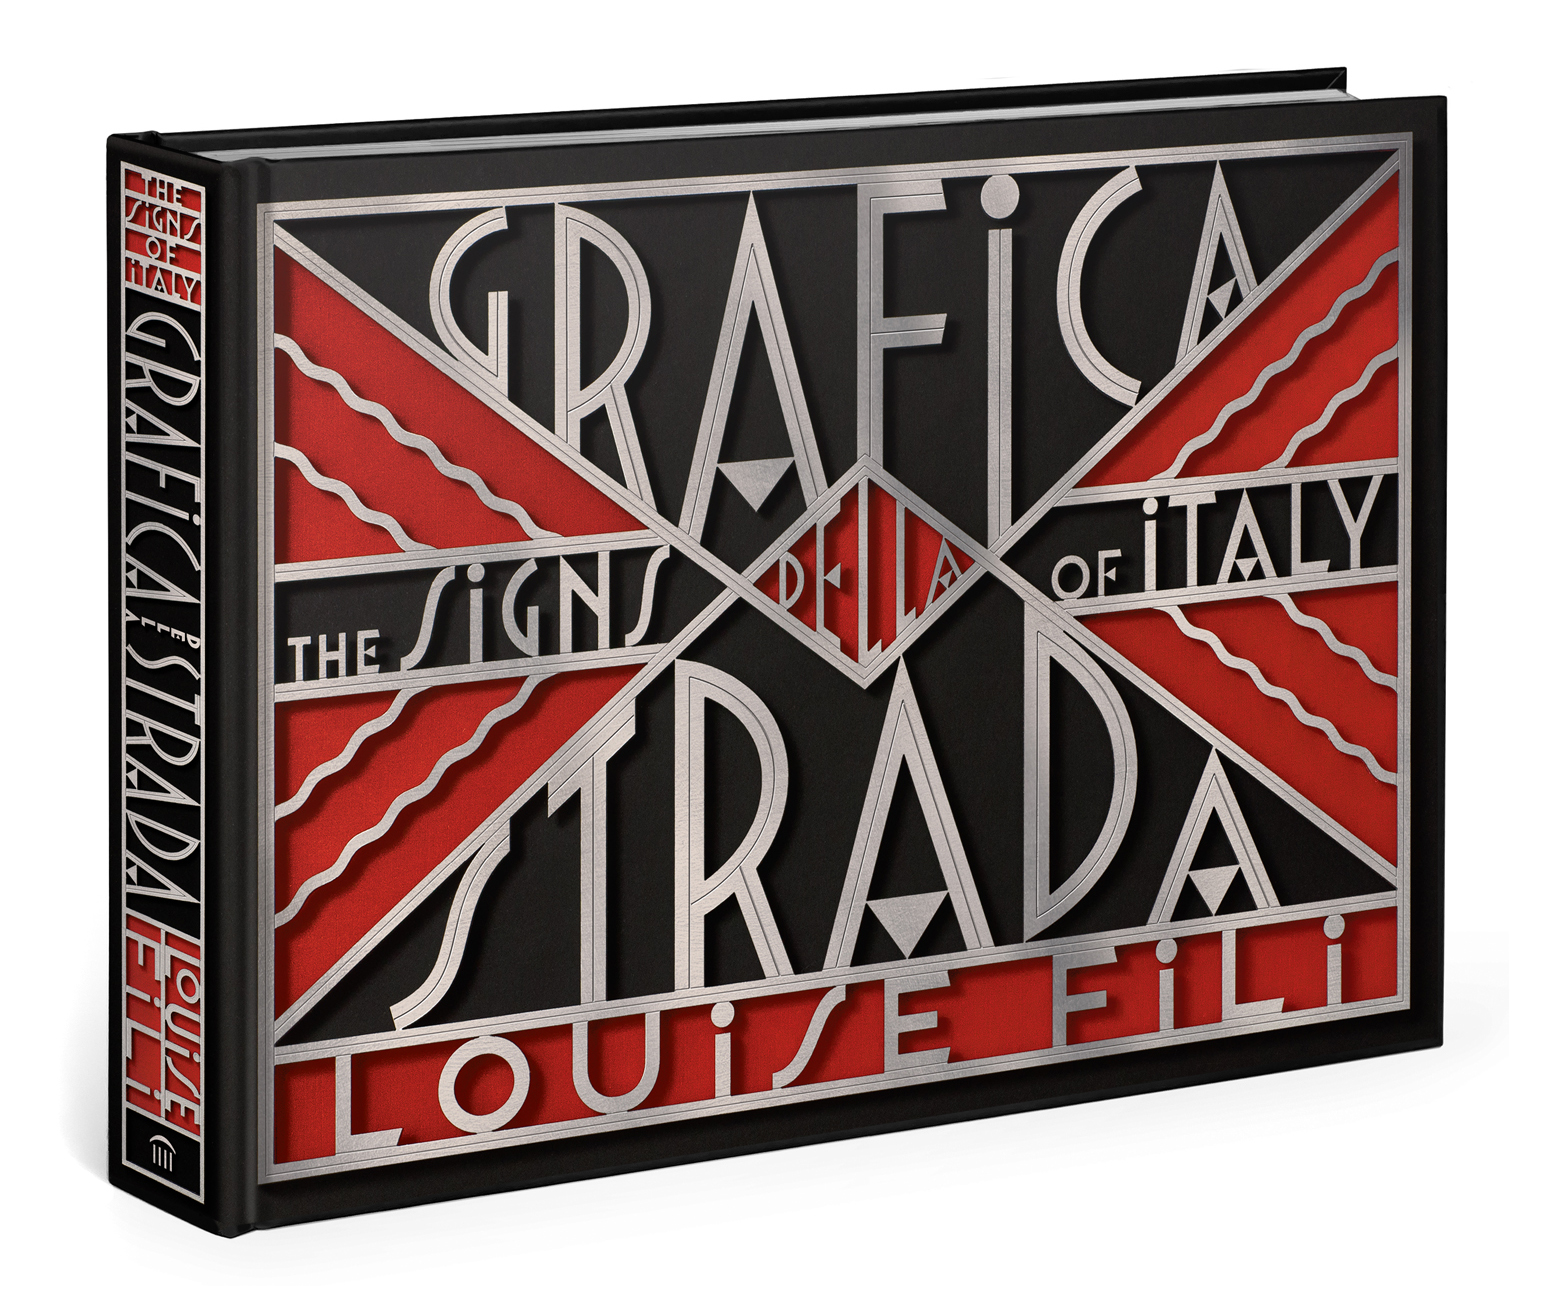 GRAFiCA
DELLA
THE SiGNS
OF iTALY
STRADA
LOUiSE FiLi
THE
SiGNS
OF
iTALY
GRAFiCA
DELLA
STRADA
LOUiSE
FiLi